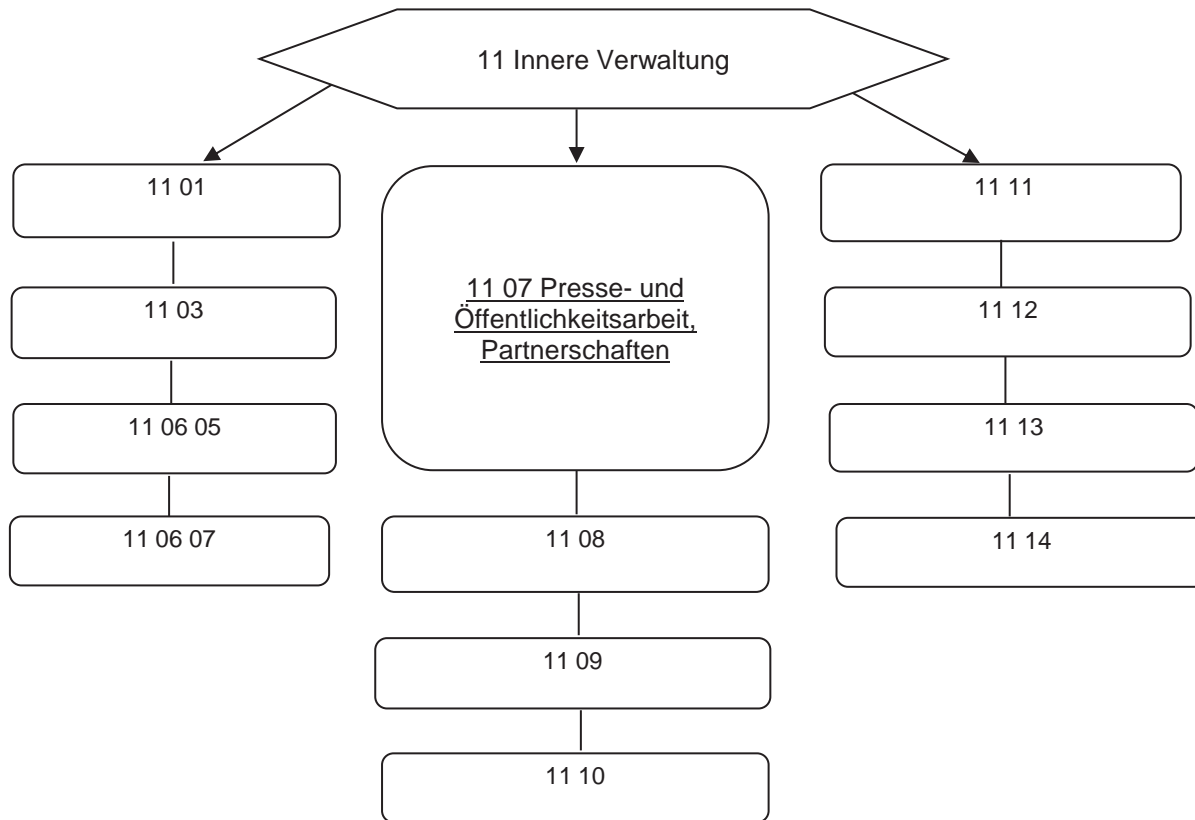 11 Innere Verwaltung
11 01
11 03
11 06 05
11 06 07
11 07 Presse- und
Öffentlichkeitsarbeit,
Partnerschaften
11 08
11 09
11 10
11 11
11 12
11 13
11 14